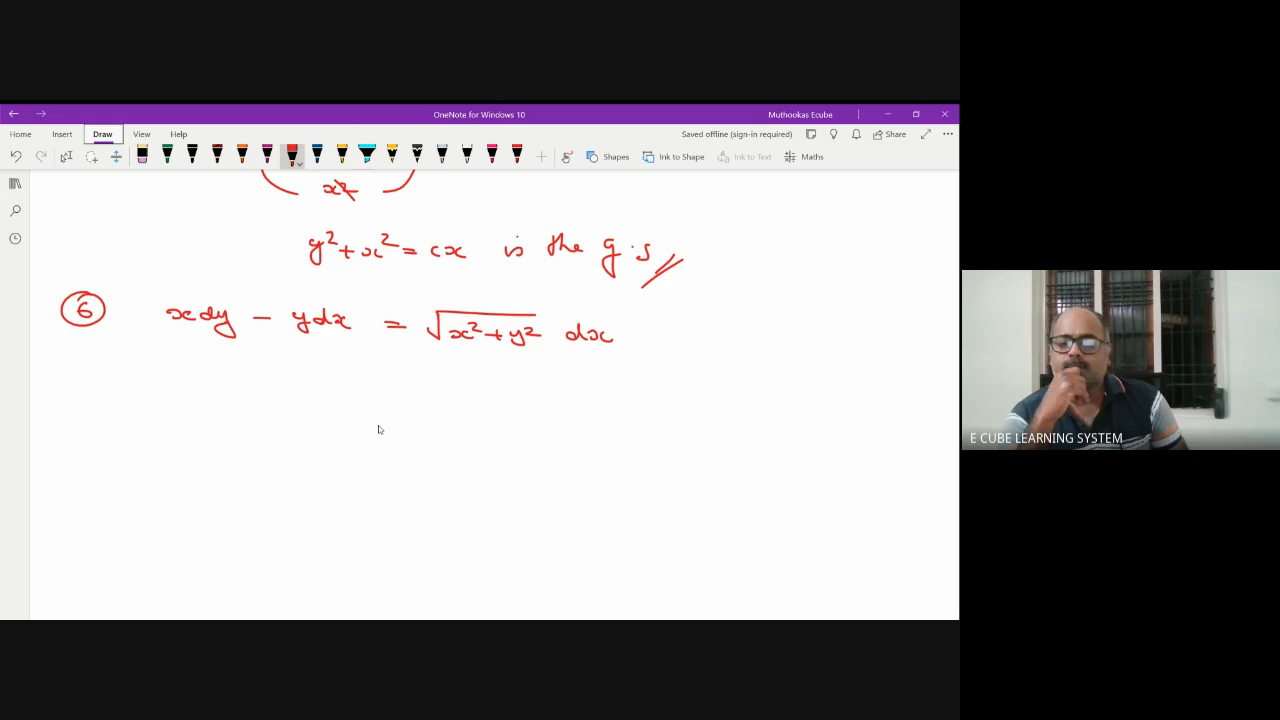 OneNote for Windows 10
Muthookas Ecube
Home Insert Draw View Help
Saved offline (sign-in required) Share
Shapes Ink to Shape Ink to Text Maths
x²
y² + x² = cx is the g.s
⑥ xdy − ydx = √(x² + y²) dx
E CUBE LEARNING SYSTEM